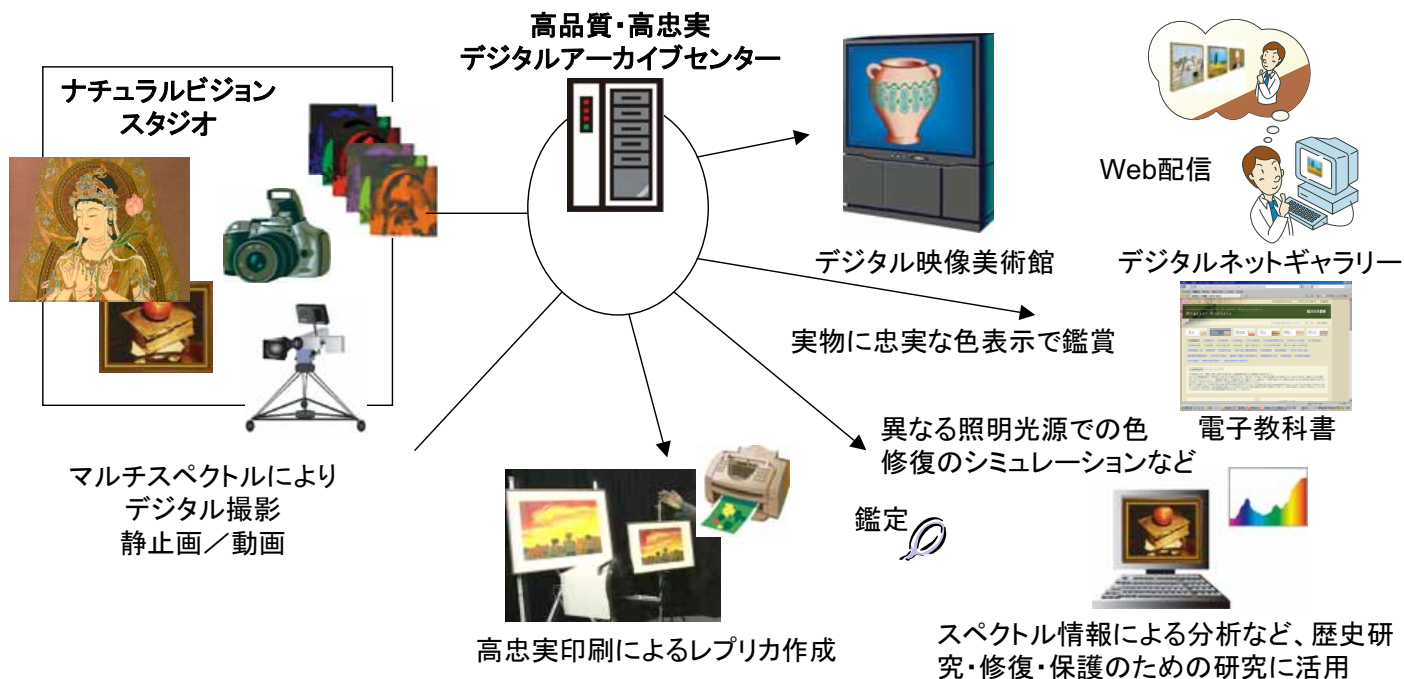 高品質・高忠実
デジタルアーカイブセンター
ナチュラルビジョン
スタジオ
マルチスペクトルにより
デジタル撮影
静止画／動画
デジタル映像美術館
Web配信
デジタルネットギャラリー
実物に忠実な色表示で鑑賞
電子教科書
異なる照明光源での色
修復のシミュレーションなど
鑑定
高忠実印刷によるレプリカ作成
スペクトル情報による分析など、歴史研
究・修復・保護のための研究に活用